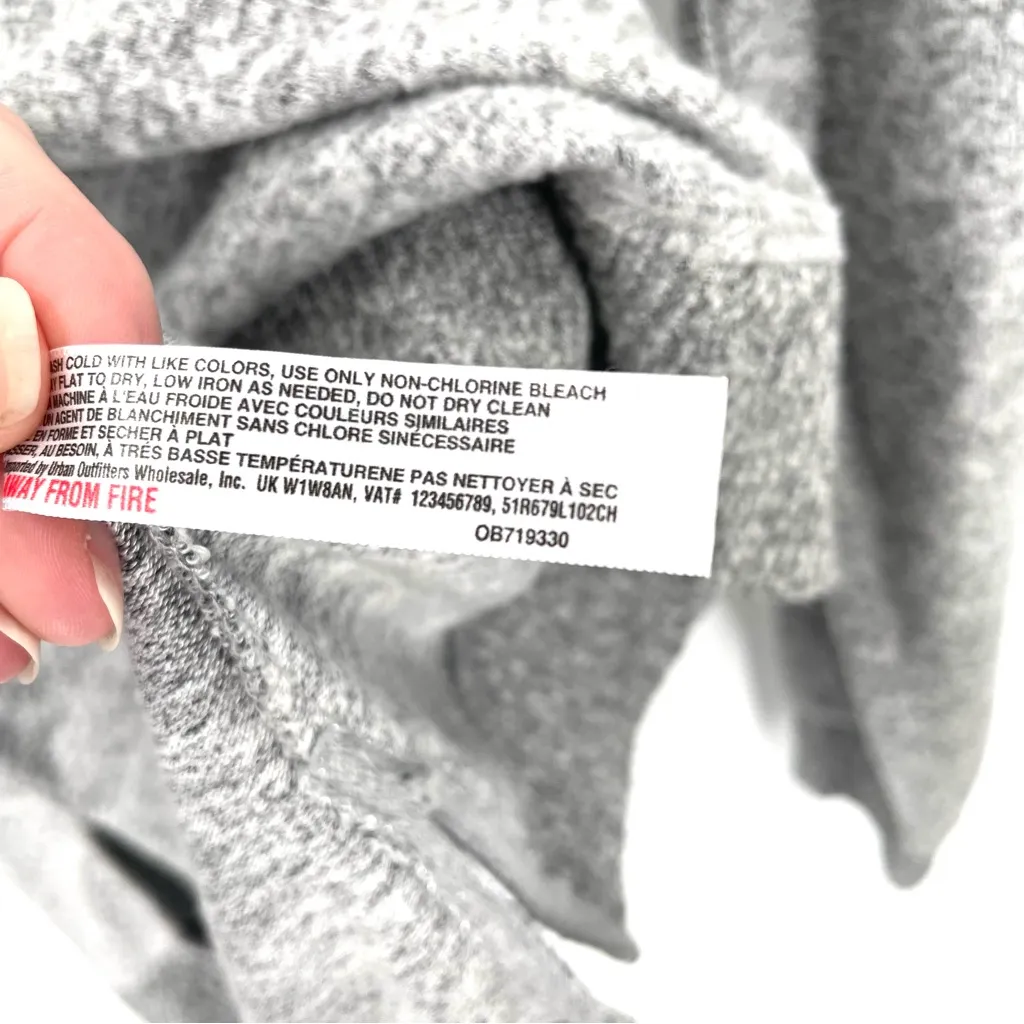 COLD WITH LIKE COLORS, USE ONLY NON-CHLORINE BLEACH
FLAT TO DRY, LOW IRON AS NEEDED, DO NOT DRY CLEAN
MACHINE À L'EAU FROIDE AVEC COULEURS SIMILAIRES
AGENT DE BLANCHIMENT SANS CHLORE SINÉCESSAIRE
EN FORME ET SECHER À PLAT
AU BESOIN, À TRÉS BASSE TEMPÉRATURENE PAS NETTOYER À SEC
Imported by Urban Outfitters Wholesale, Inc. UK W1W8AN, VAT# 123456789, 51R679L102CH
AWAY FROM FIRE
OB719330